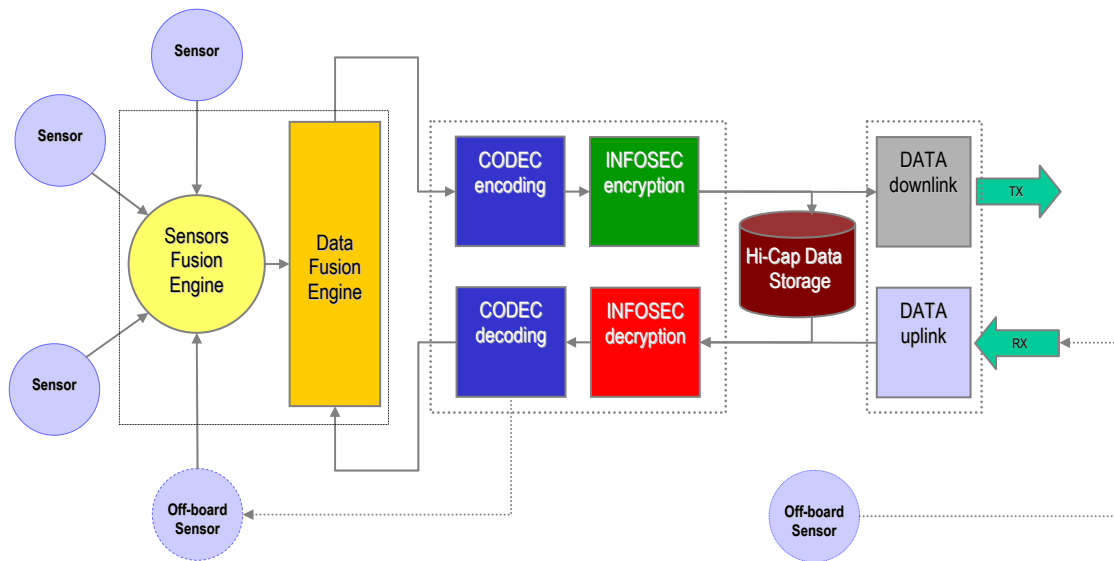 Sensor
Sensor
Sensors
Fusion
Engine
Sensor
Off-board
Sensor
Data
Fusion
Engine
CODEC
encoding
INFOSEC
encryption
CODEC
decoding
INFOSEC
decryption
Hi-Cap Data
Storage
DATA
downlink
TX
DATA
uplink
RX
Off-board
Sensor